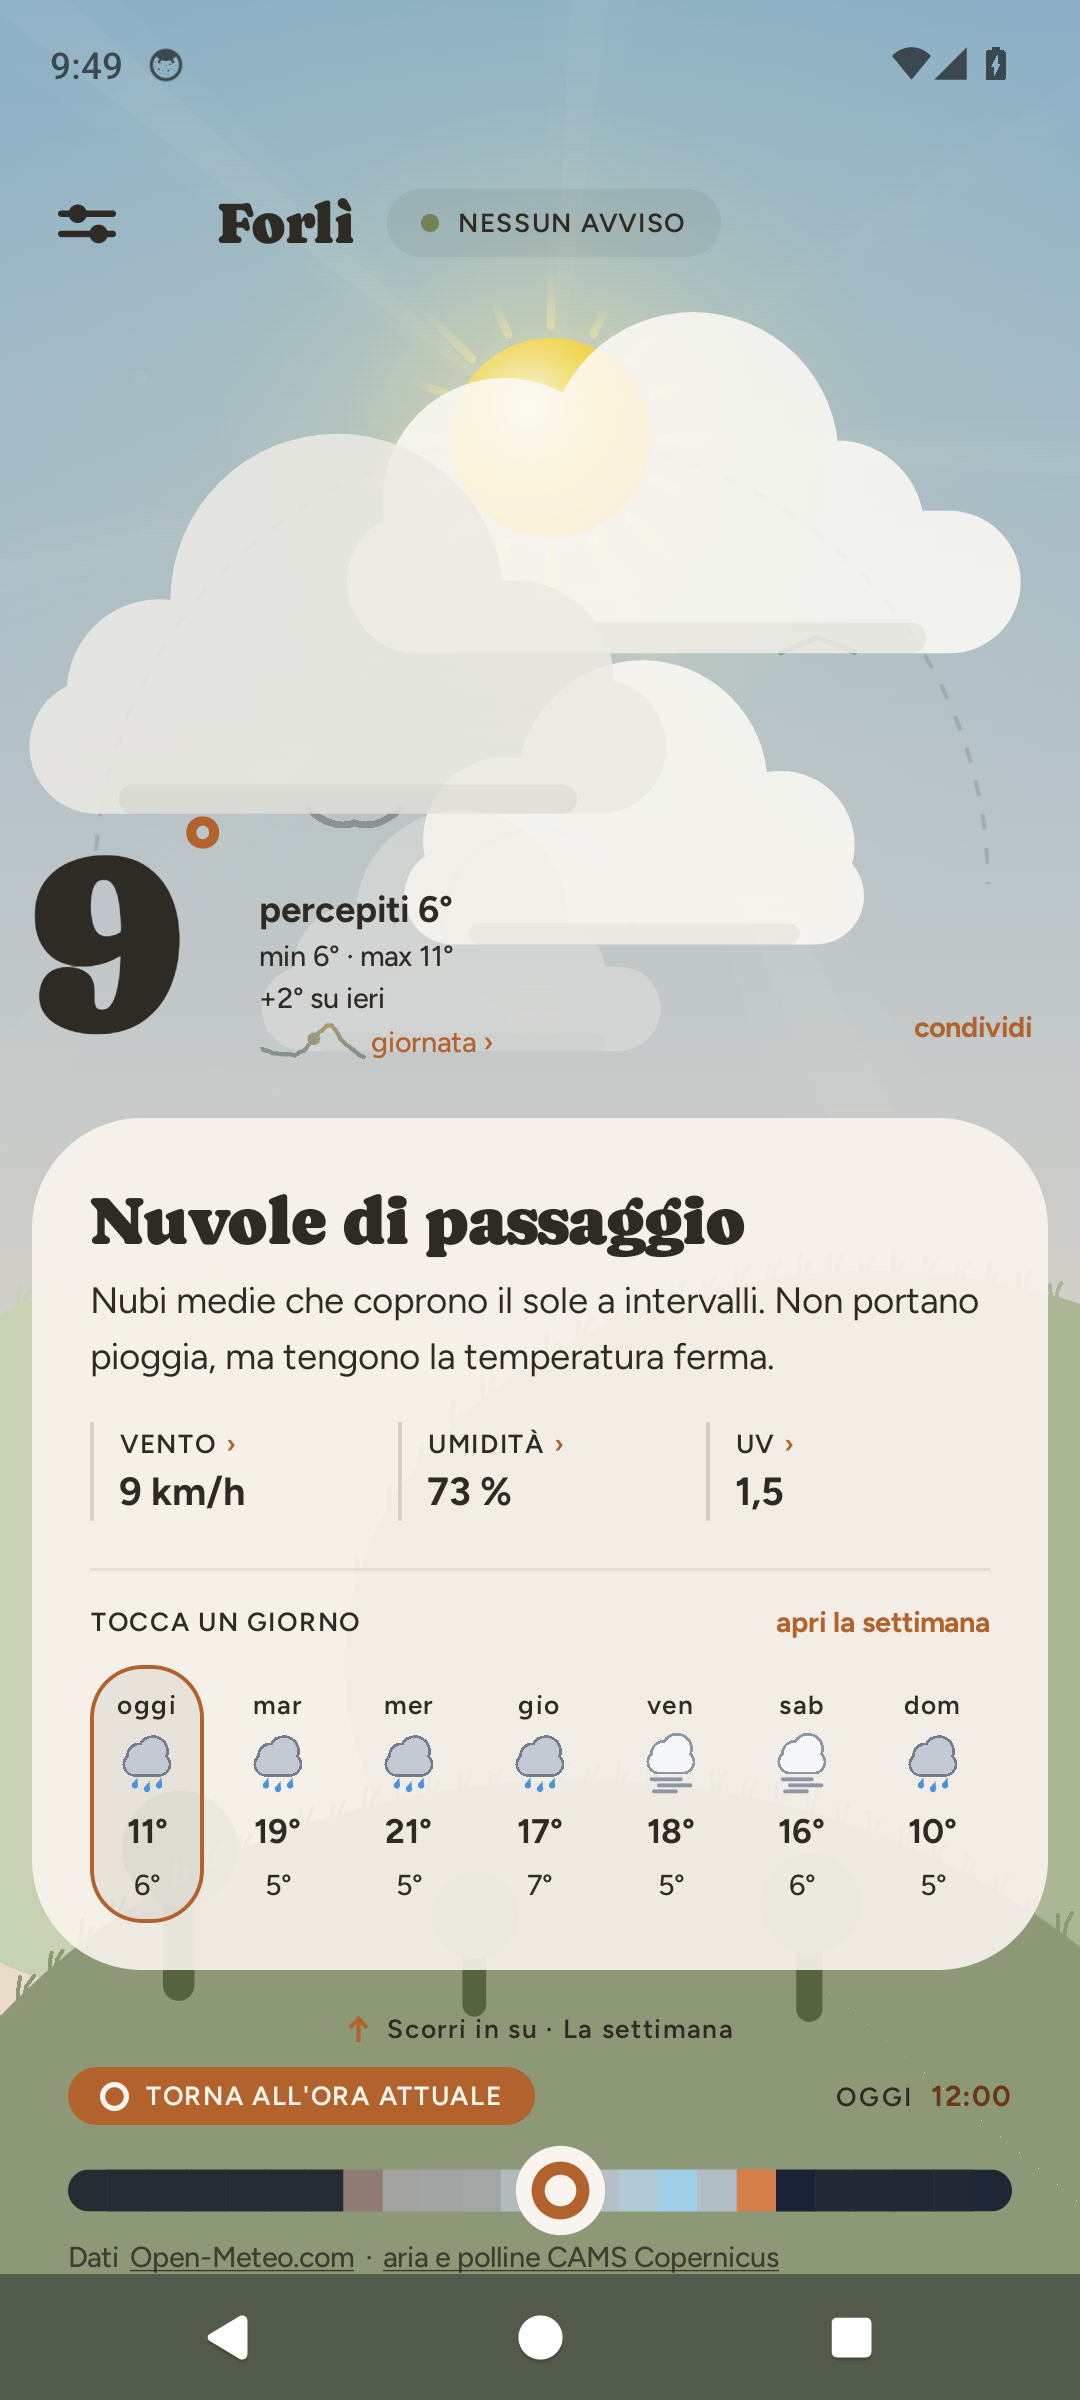 9:49
Forlì
NESSUN AVVISO
9°
percepiti 6°
min 6° · max 11°
+2° su ieri
giornata ›
condividi
Nuvole di passaggio
Nubi medie che coprono il sole a intervalli. Non portano
pioggia, ma tengono la temperatura ferma.
VENTO › UMIDITÀ › UV ›
9 km/h 73 % 1,5
TOCCA UN GIORNO apri la settimana
oggi mar mer gio ven sab dom
11° 19° 21° 17° 18° 16° 10°
6° 5° 5° 7° 5° 6° 5°
↑ Scorri in su · La settimana
TORNA ALL'ORA ATTUALE OGGI 12:00
Dati Open-Meteo.com · aria e polline CAMS Copernicus